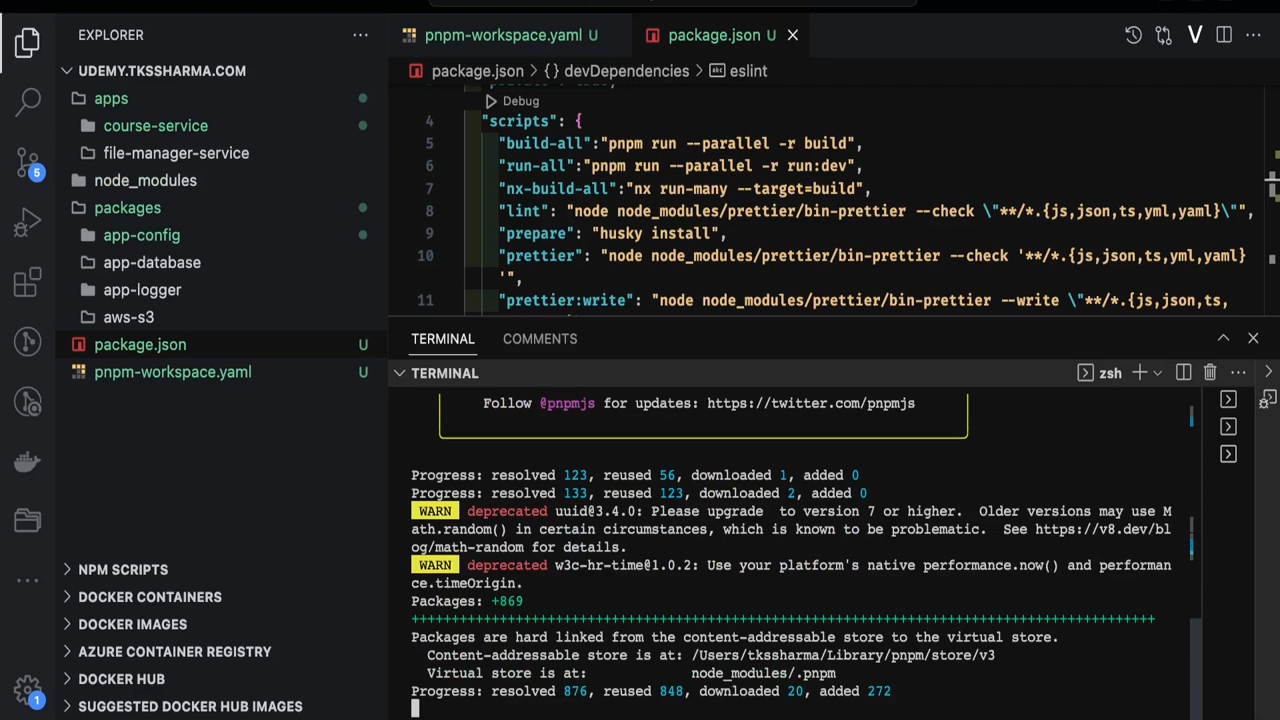 EXPLORER
UDEMY.TKSSHARMA.COM
apps
course-service
file-manager-service
node_modules
packages
app-config
app-database
app-logger
aws-s3
package.json U
pnpm-workspace.yaml U
NPM SCRIPTS
DOCKER CONTAINERS
DOCKER IMAGES
AZURE CONTAINER REGISTRY
DOCKER HUB
SUGGESTED DOCKER HUB IMAGES
5
1
pnpm-workspace.yaml U package.json U
package.json > {} devDependencies > abc eslint
Debug
4 "scripts": {
5 "build-all":"pnpm run --parallel -r build",
6 "run-all":"pnpm run --parallel -r run:dev",
7 "nx-build-all":"nx run-many --target=build",
8 "lint": "node node_modules/prettier/bin-prettier --check \"**/*.{js,json,ts,yml,yaml}\"",
9 "prepare": "husky install",
10 "prettier": "node node_modules/prettier/bin-prettier --check '**/*.{js,json,ts,yml,yaml}
'",
11 "prettier:write": "node node_modules/prettier/bin-prettier --write \"**/*.{js,json,ts,
TERMINAL COMMENTS
TERMINAL zsh
Follow @pnpmjs for updates: https://twitter.com/pnpmjs
Progress: resolved 123, reused 56, downloaded 1, added 0
Progress: resolved 133, reused 123, downloaded 2, added 0
WARN deprecated uuid@3.4.0: Please upgrade to version 7 or higher. Older versions may use M
ath.random() in certain circumstances, which is known to be problematic. See https://v8.dev/bl
og/math-random for details.
WARN deprecated w3c-hr-time@1.0.2: Use your platform's native performance.now() and performan
ce.timeOrigin.
Packages: +869
+++++++++++++++++++++++++++++++++++++++++++++++++++++++++++++++++++++++++++++++++++++++++++++++
Packages are hard linked from the content-addressable store to the virtual store.
Content-addressable store is at: /Users/tkssharma/Library/pnpm/store/v3
Virtual store is at: node_modules/.pnpm
Progress: resolved 876, reused 848, downloaded 20, added 272